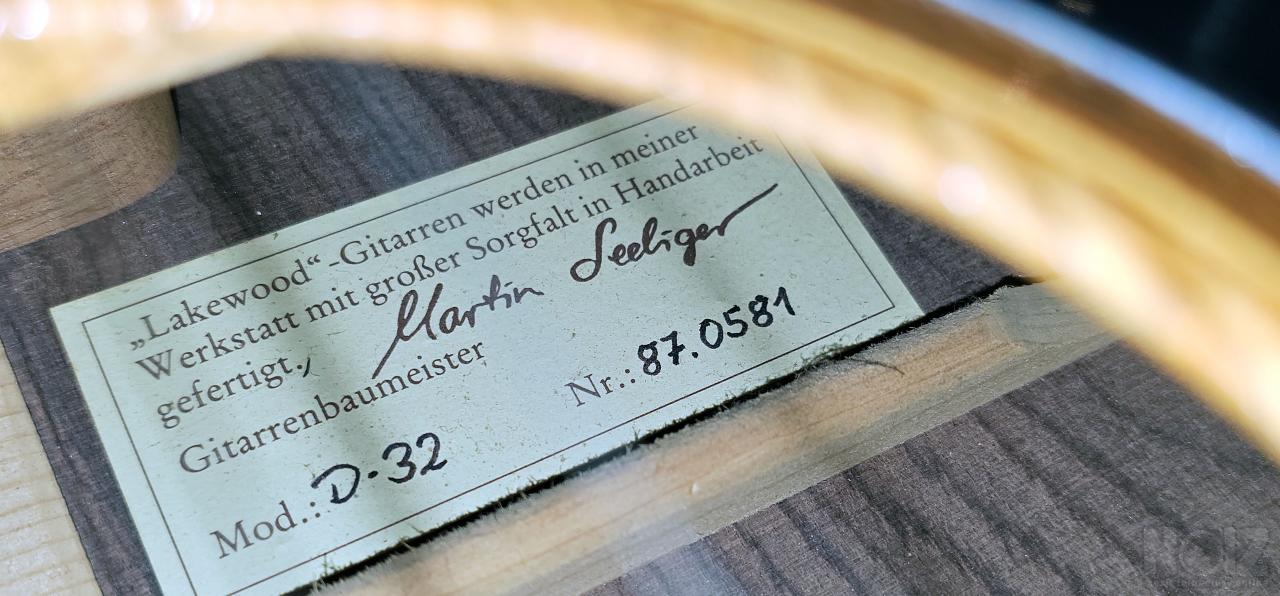 „Lakewood“-Gitarren werden in meiner
Werkstatt mit großer Sorgfalt in Handarbeit
gefertigt.
Martin Seeliger
Gitarrenbaumeister
Nr.: 87.0581
Mod.: D-32
NOIZ